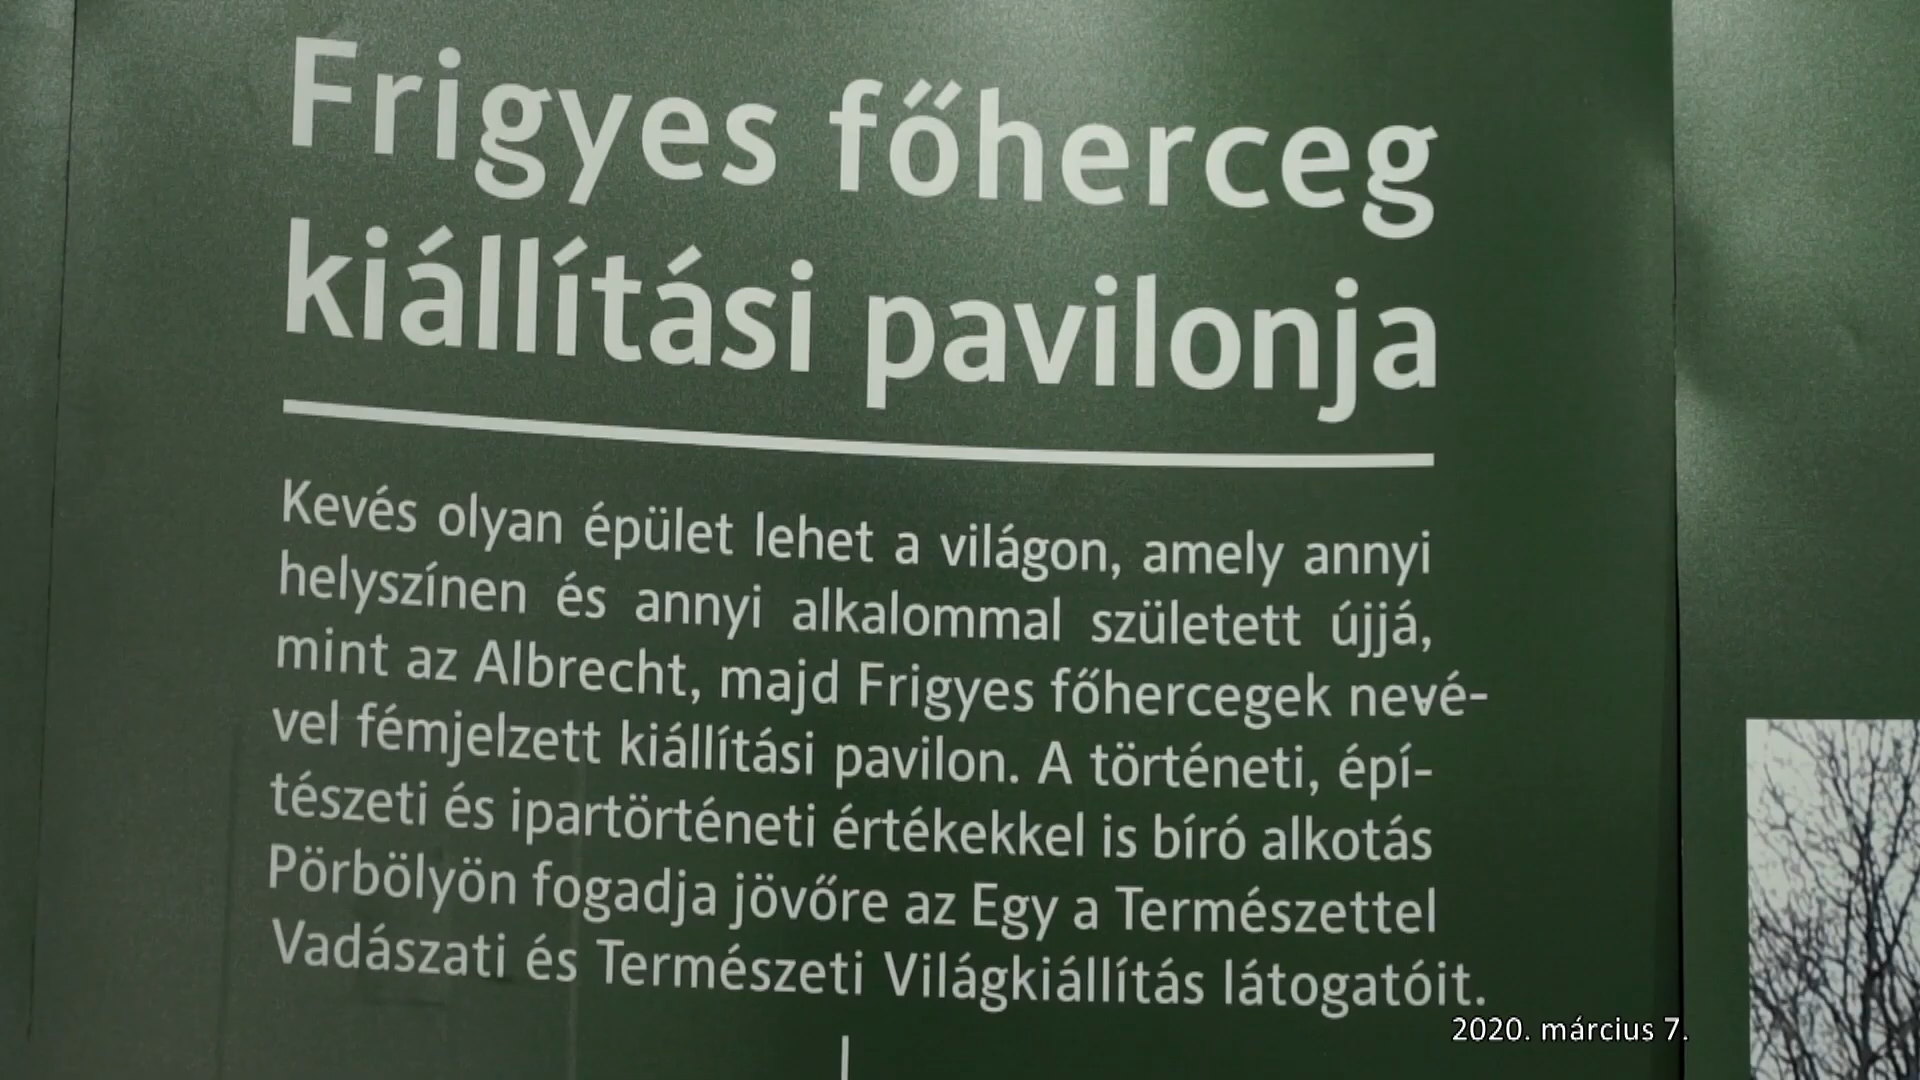 Frigyes főherceg
kiállítási pavilonja
Kevés olyan épület lehet a világon, amely annyi
helyszínen és annyi alkalommal született újjá,
mint az Albrecht, majd Frigyes főhercegek nevé-
vel fémjelzett kiállítási pavilon. A történeti, épí-
tészeti és ipartörténeti értékekkel is bíró alkotás
Pörbölyön fogadja jövőre az Egy a Természettel
Vadászati és Természeti Világkiállítás látogatóit.
2020. március 7.